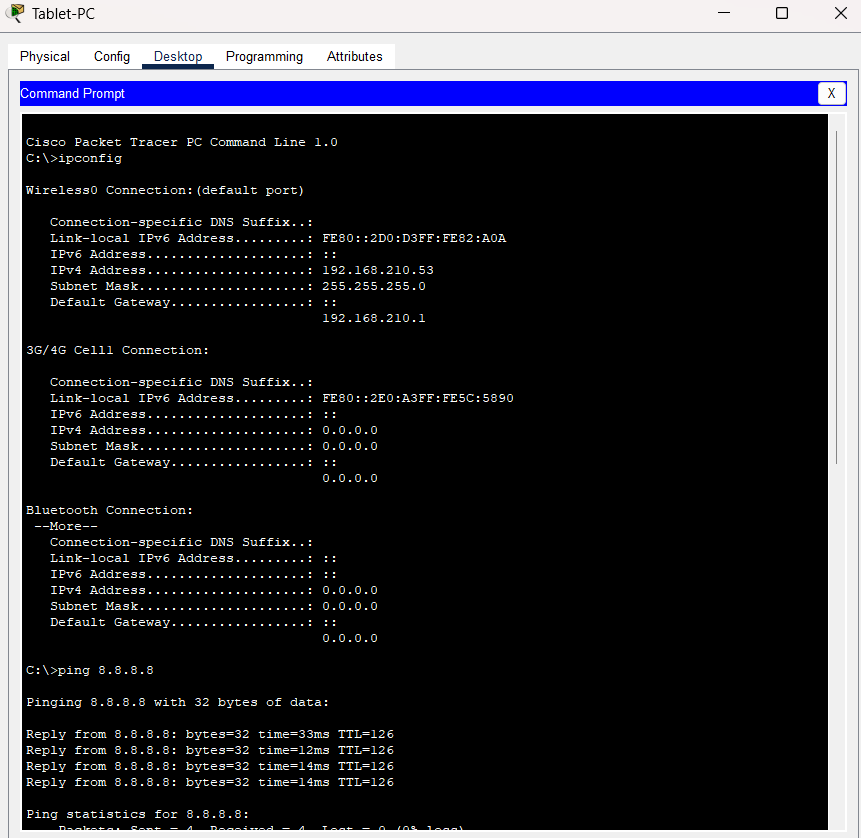 Tablet-PC
Physical Config Desktop Programming Attributes
Command Prompt X
Cisco Packet Tracer PC Command Line 1.0
C:\>ipconfig
Wireless0 Connection:(default port)
Connection-specific DNS Suffix..:
Link-local IPv6 Address.........: FE80::2D0:D3FF:FE82:A0A
IPv6 Address....................: ::
IPv4 Address....................: 192.168.210.53
Subnet Mask.....................: 255.255.255.0
Default Gateway.................: ::
192.168.210.1
3G/4G Cell1 Connection:
Connection-specific DNS Suffix..:
Link-local IPv6 Address.........: FE80::2E0:A3FF:FE5C:5890
IPv6 Address....................: ::
IPv4 Address....................: 0.0.0.0
Subnet Mask.....................: 0.0.0.0
Default Gateway.................: ::
0.0.0.0
Bluetooth Connection:
--More--
Connection-specific DNS Suffix..:
Link-local IPv6 Address.........: ::
IPv6 Address....................: ::
IPv4 Address....................: 0.0.0.0
Subnet Mask.....................: 0.0.0.0
Default Gateway.................: ::
0.0.0.0
C:\>ping 8.8.8.8
Pinging 8.8.8.8 with 32 bytes of data:
Reply from 8.8.8.8: bytes=32 time=33ms TTL=126
Reply from 8.8.8.8: bytes=32 time=12ms TTL=126
Reply from 8.8.8.8: bytes=32 time=14ms TTL=126
Reply from 8.8.8.8: bytes=32 time=14ms TTL=126
Ping statistics for 8.8.8.8:
Packets: Sent = 4, Received = 4, Lost = 0 (0% loss),